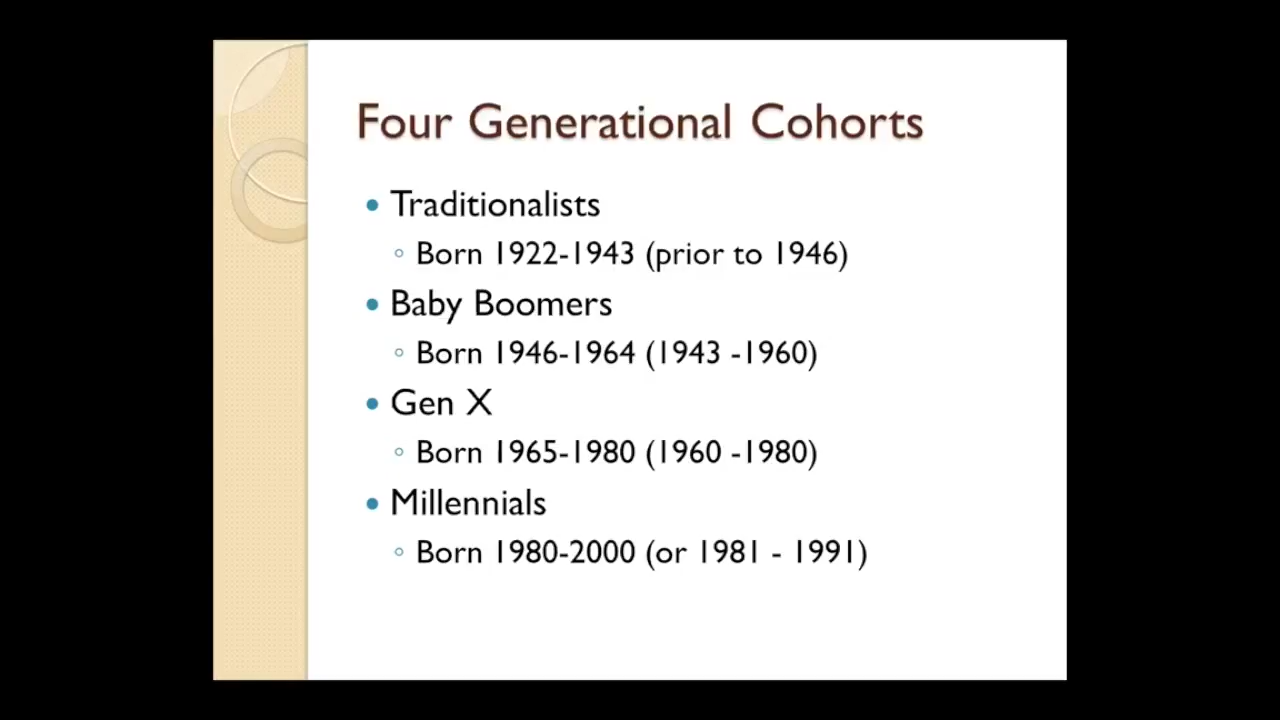 Four Generational Cohorts
• Traditionalists
◦ Born 1922-1943 (prior to 1946)
• Baby Boomers
◦ Born 1946-1964 (1943 -1960)
• Gen X
◦ Born 1965-1980 (1960 -1980)
• Millennials
◦ Born 1980-2000 (or 1981 - 1991)